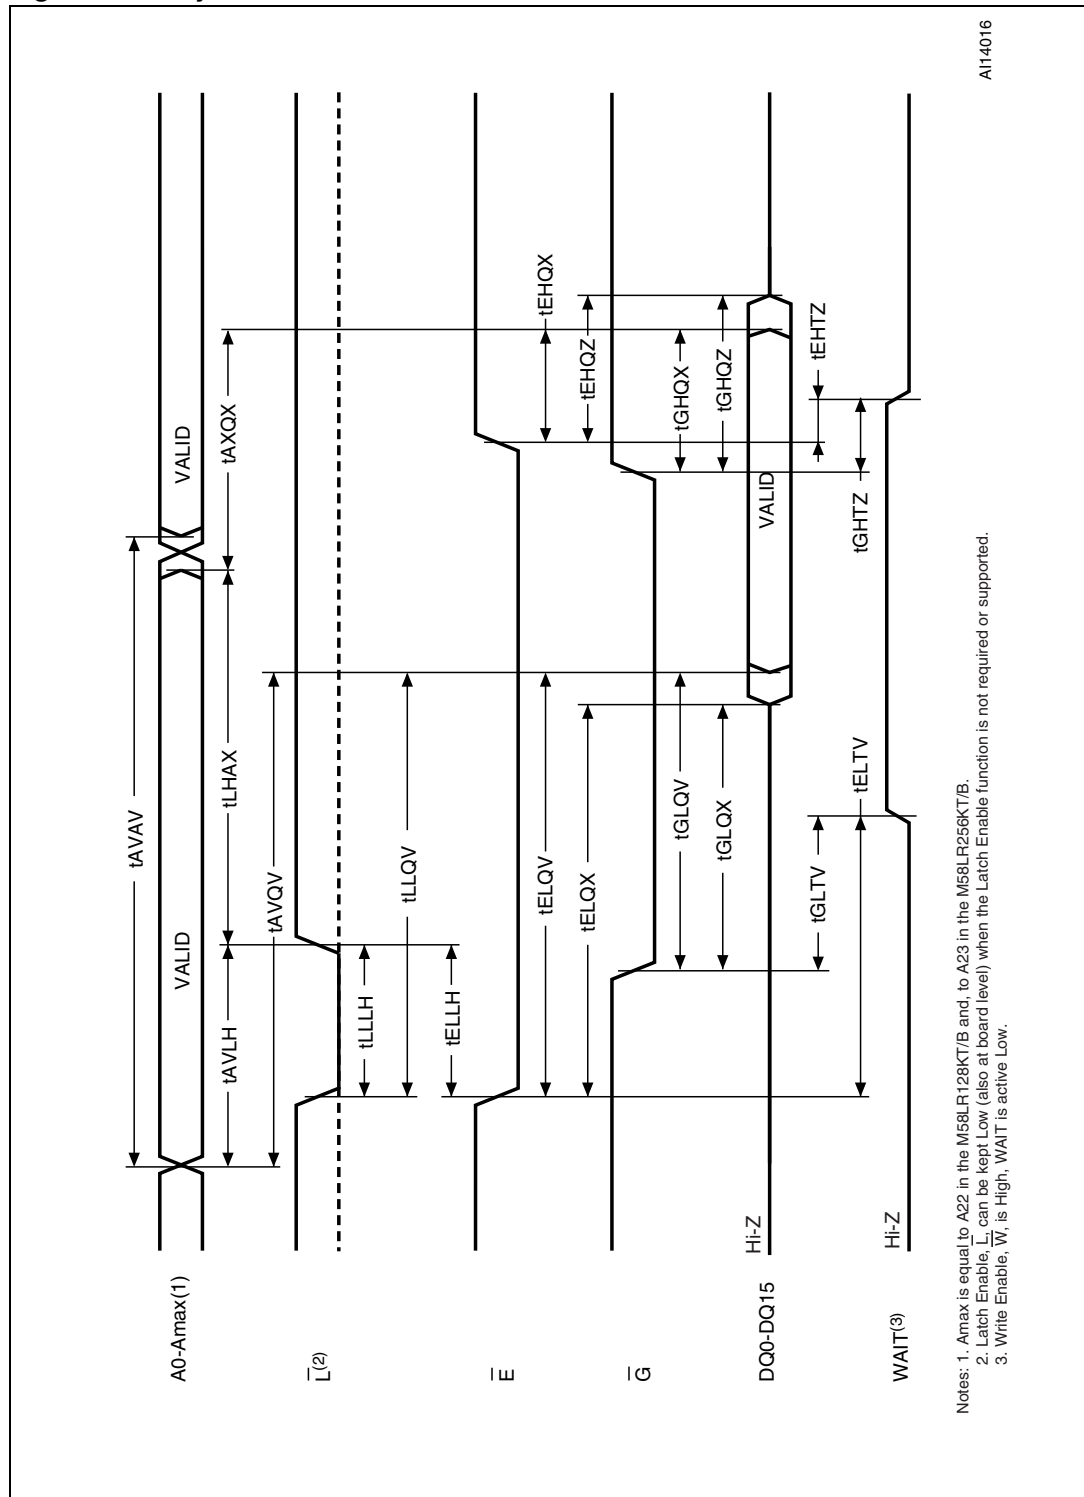 AI14016
A0-Amax(1)
VALID
VALID
tAVAV
tAVLH
tLHAX
tAXQX
L̅(2)
tAVQV
tLLLH
tLLQV
tELLH
E̅
tELQV
tEHQX
tELQX
tEHQZ
G̅
tGLQV
tGHQX
tGLQX
tGHQZ
DQ0-DQ15
Hi-Z
VALID
tGLTV
tEHTZ
tELTV
tGHTZ
WAIT(3)
Hi-Z
Notes: 1. Amax is equal to A22 in the M58LR128KT/B and, to A23 in the M58LR256KT/B.
2. Latch Enable, L̅, can be kept Low (also at board level) when the Latch Enable function is not required or supported.
3. Write Enable, W̅, is High, WAIT is active Low.